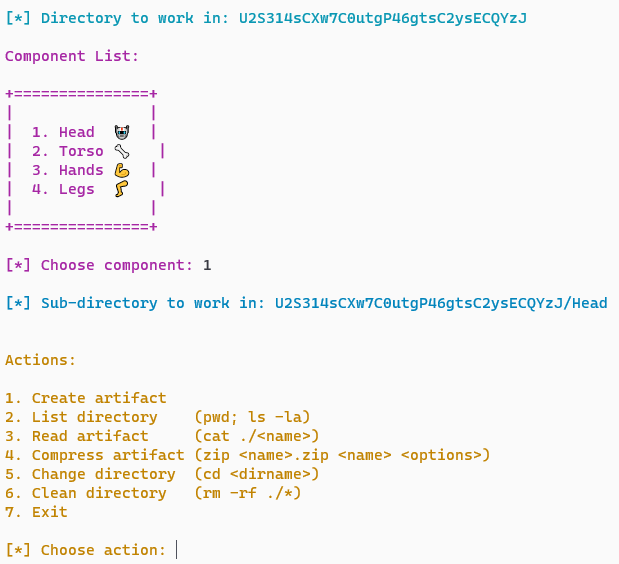 [*] Directory to work in: U2S314sCXw7C0utgP46gtsC2ysECQYzJ
Component List:
+===============+
|               |
|  1. Head  🤡  |
|  2. Torso 🦴   |
|  3. Hands 💪  |
|  4. Legs  🦵   |
|               |
+===============+
[*] Choose component: 1
[*] Sub-directory to work in: U2S314sCXw7C0utgP46gtsC2ysECQYzJ/Head
Actions:
1. Create artifact
2. List directory    (pwd; ls -la)
3. Read artifact     (cat ./<name>)
4. Compress artifact (zip <name>.zip <name> <options>)
5. Change directory  (cd <dirname>)
6. Clean directory   (rm -rf ./*)
7. Exit
[*] Choose action: